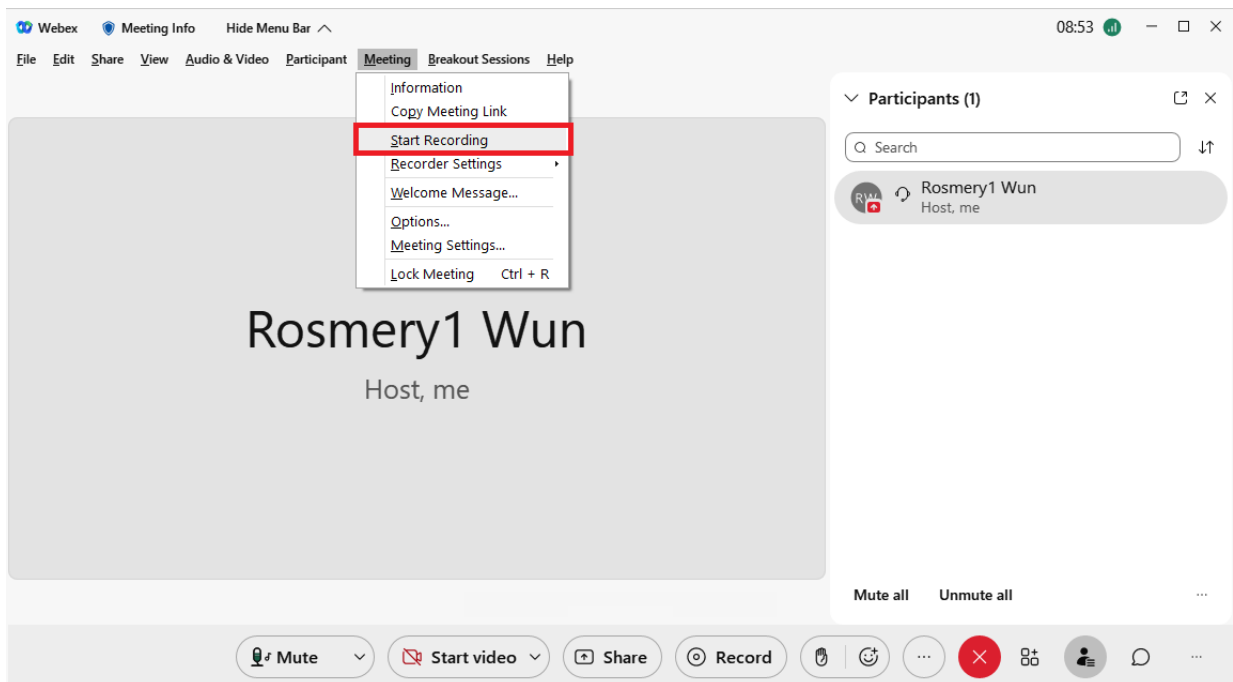 Webex Meeting Info Hide Menu Bar 08:53
File Edit Share View Audio & Video Participant Meeting Breakout Sessions Help
Information
Copy Meeting Link
Start Recording
Recorder Settings
Welcome Message...
Options...
Meeting Settings...
Lock Meeting Ctrl + R
Rosmery1 Wun
Host, me
Participants (1)
Search
RW
Rosmery1 Wun
Host, me
Mute all Unmute all ...
Mute Start video Share Record ... ...